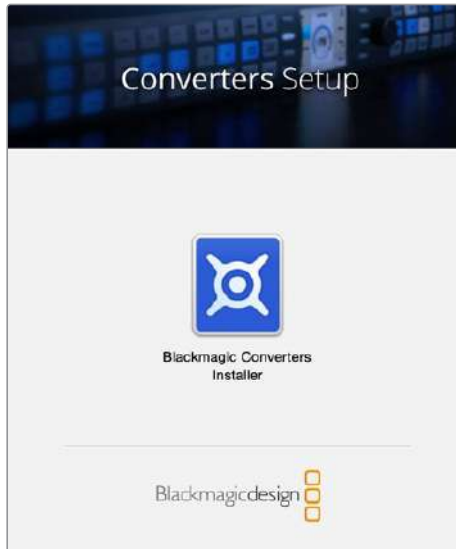 Converters Setup
Blackmagic Converters
Installer
Blackmagicdesign